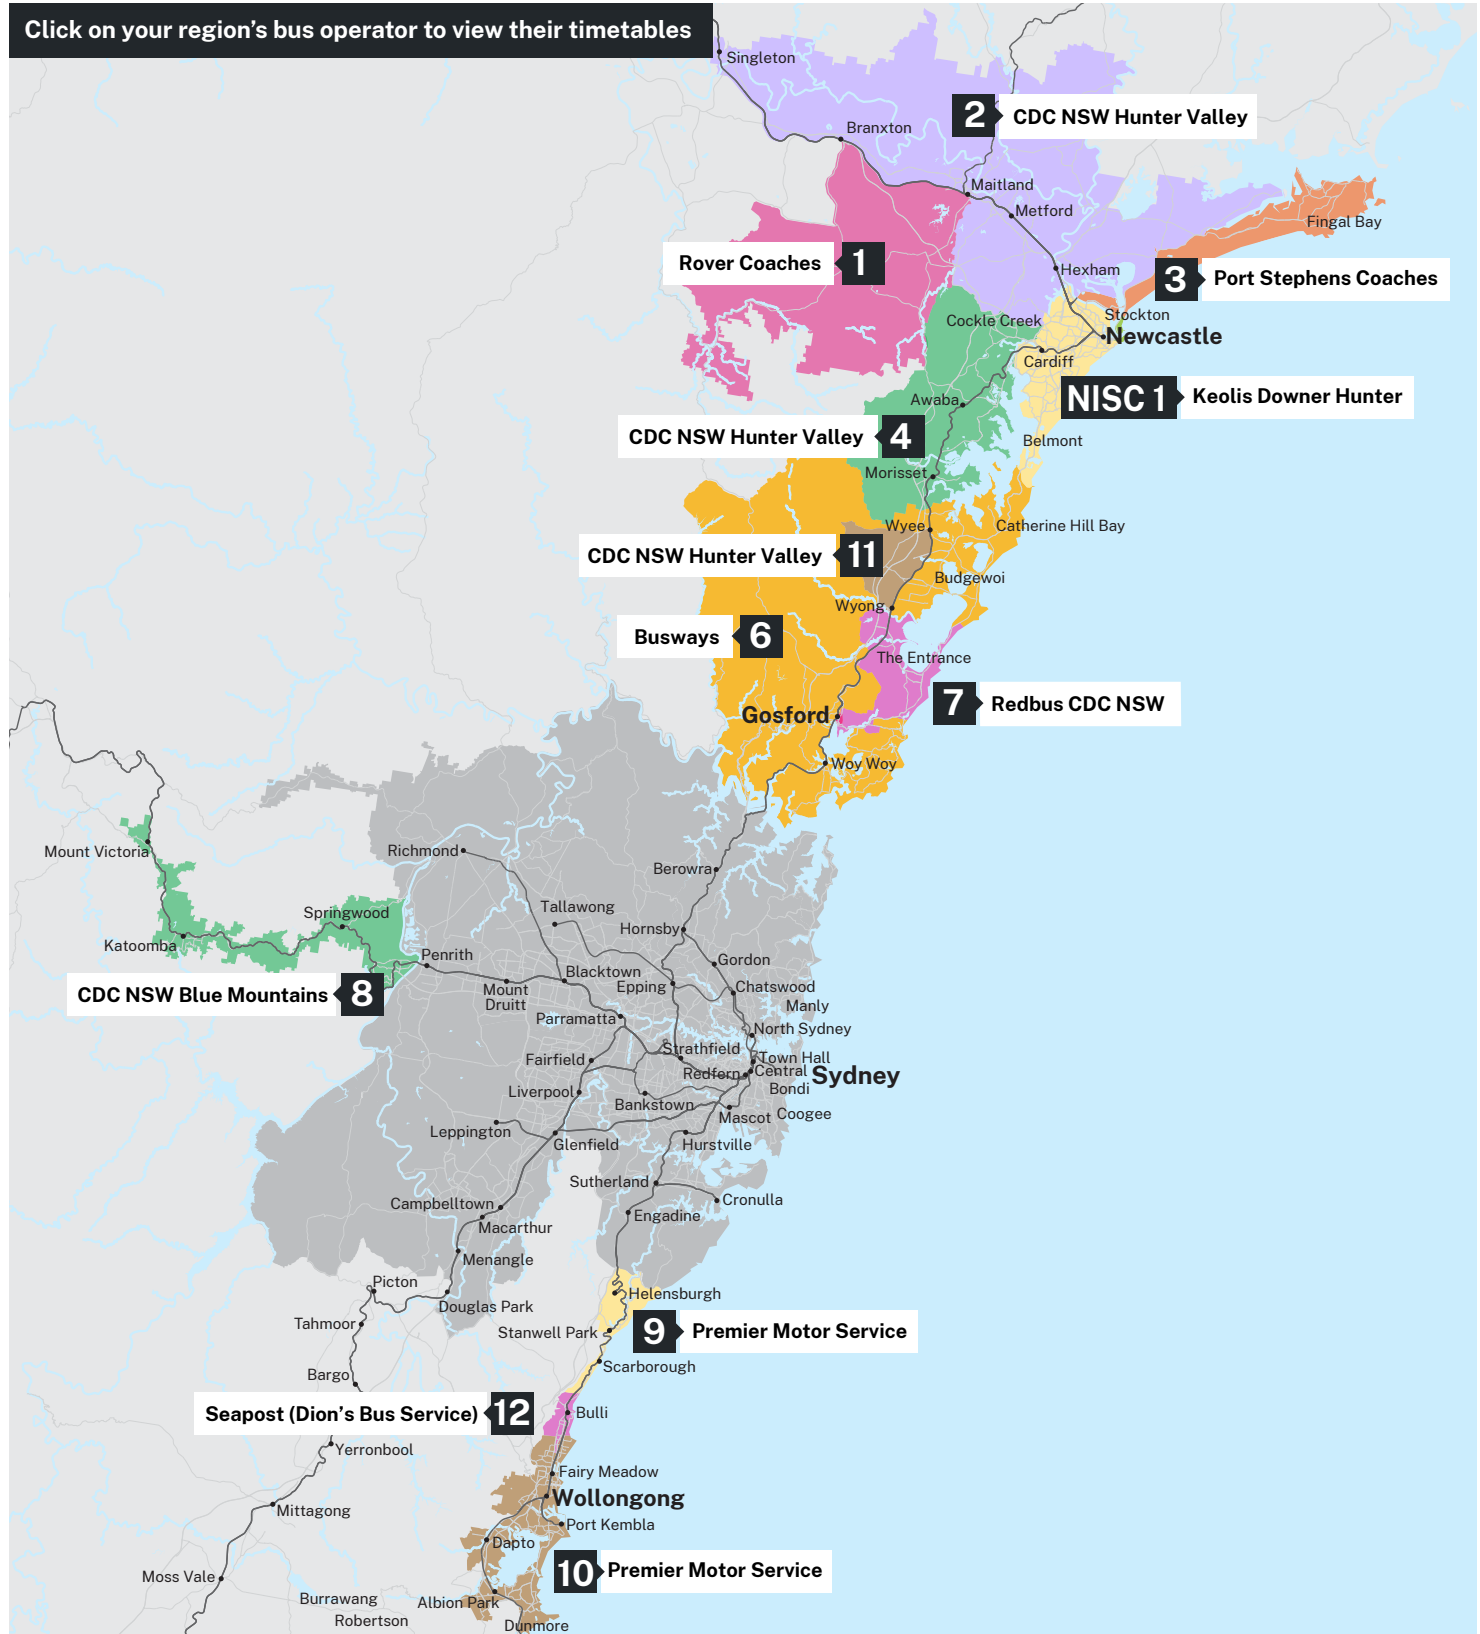 Click on your region's bus operator to view their timetables
Singleton
2 CDC NSW Hunter Valley
Branxton
Maitland
Metford
Fingal Bay
Rover Coaches 1
Hexham
3 Port Stephens Coaches
Stockton
Cockle Creek
Newcastle
Cardiff
NISC 1 Keolis Downer Hunter
Awaba
CDC NSW Hunter Valley 4
Belmont
Morisset
Wyee
Catherine Hill Bay
CDC NSW Hunter Valley 11
Budgewoi
Wyong
Busways 6
The Entrance
7 Redbus CDC NSW
Gosford
Woy Woy
Mount Victoria
Richmond
Berowra
Tallawong
Springwood
Hornsby
Katoomba
Penrith
Gordon
Blacktown
Epping
Chatswood
CDC NSW Blue Mountains 8
Mount
Druitt
Manly
Parramatta
North Sydney
Strathfield
Town Hall
Fairfield
Redfern
Central
Sydney
Liverpool
Bondi
Bankstown
Mascot
Coogee
Leppington
Glenfield
Hurstville
Sutherland
Cronulla
Campbelltown
Engadine
Macarthur
Menangle
Picton
Helensburgh
Douglas Park
Tahmoor
Stanwell Park
9 Premier Motor Service
Scarborough
Bargo
Seapost (Dion's Bus Service) 12
Bulli
Yerronbool
Fairy Meadow
Wollongong
Mittagong
Port Kembla
Dapto
10 Premier Motor Service
Moss Vale
Burrawang
Albion Park
Robertson
Dunmore